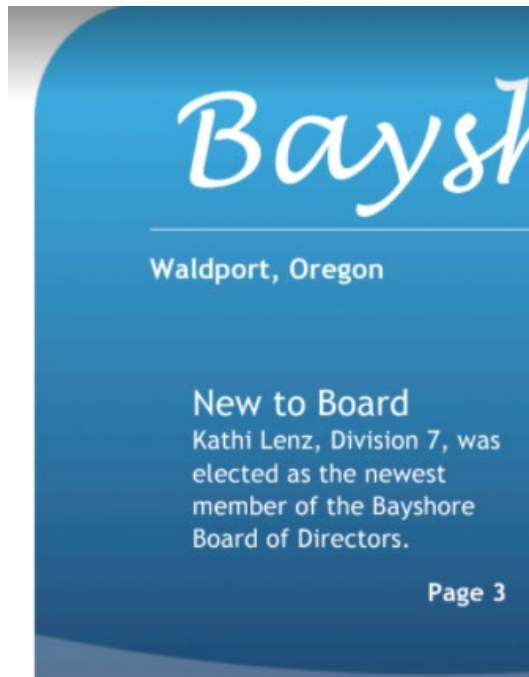 Baysh
Waldport, Oregon
New to Board
Kathi Lenz, Division 7, was
elected as the newest
member of the Bayshore
Board of Directors.
Page 3